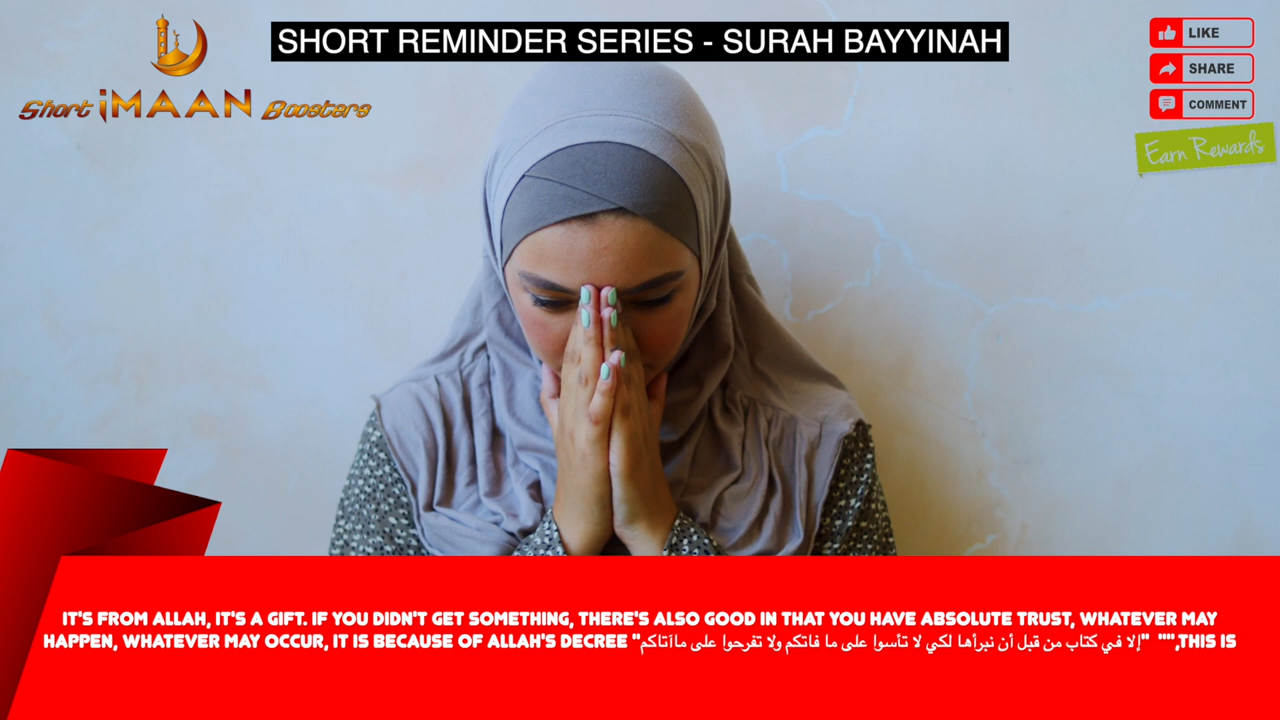 SHORT REMINDER SERIES - SURAH BAYYINAH
Short iMAAN Boosters
LIKE
SHARE
COMMENT
Earn Rewards
IT'S FROM ALLAH, IT'S A GIFT. IF YOU DIDN'T GET SOMETHING, THERE'S ALSO GOOD IN THAT YOU HAVE ABSOLUTE TRUST, WHATEVER MAY
HAPPEN, WHATEVER MAY OCCUR, IT IS BECAUSE OF ALLAH'S DECREE "إلا في كتاب من قبل أن نبرأها لكي لا تأسوا على ما فاتكم ولا تفرحوا على ماآتاكم" "",THIS IS